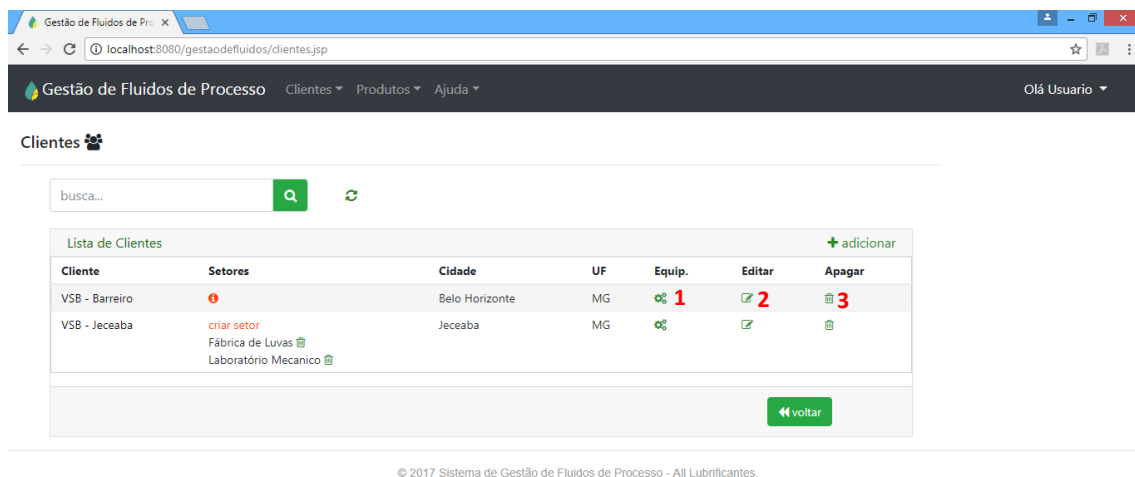 Gestão de Fluidos de Pro
localhost:8080/gestaodefluidos/clientes.jsp
Gestão de Fluidos de Processo Clientes Produtos Ajuda Olá Usuario
Clientes
busca...
Lista de Clientes adicionar
Cliente Setores Cidade UF Equip. Editar Apagar
VSB - Barreiro Belo Horizonte MG 1 2 3
VSB - Jeceaba criar setor Jeceaba MG
Fábrica de Luvas
Laboratório Mecanico
voltar
© 2017 Sistema de Gestão de Fluidos de Processo - All Lubrificantes.